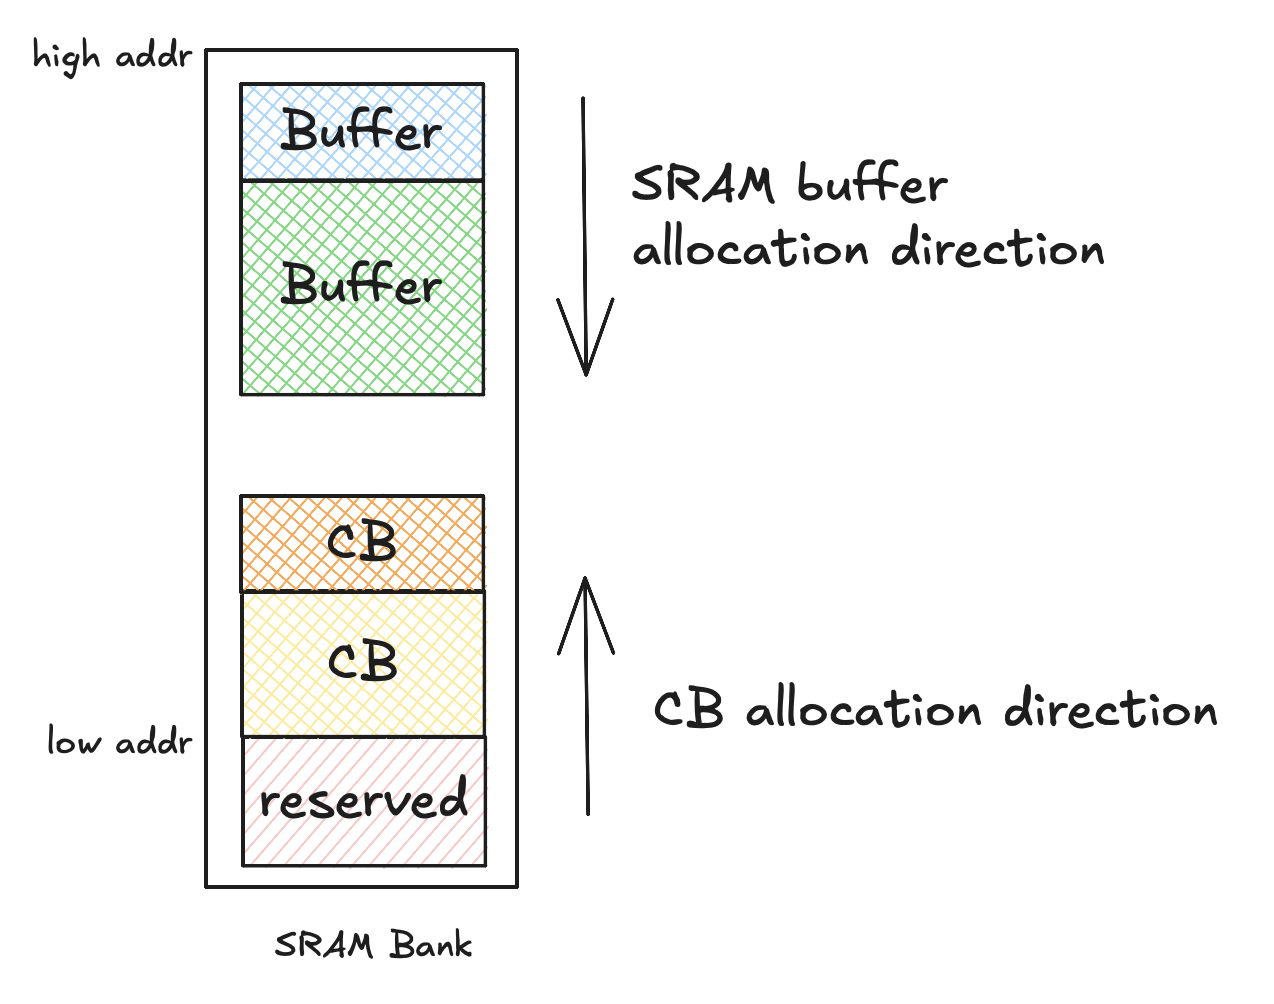 high addr
Buffer
SRAM buffer
allocation direction
Buffer
CB
CB
CB allocation direction
low addr
reserved
SRAM Bank